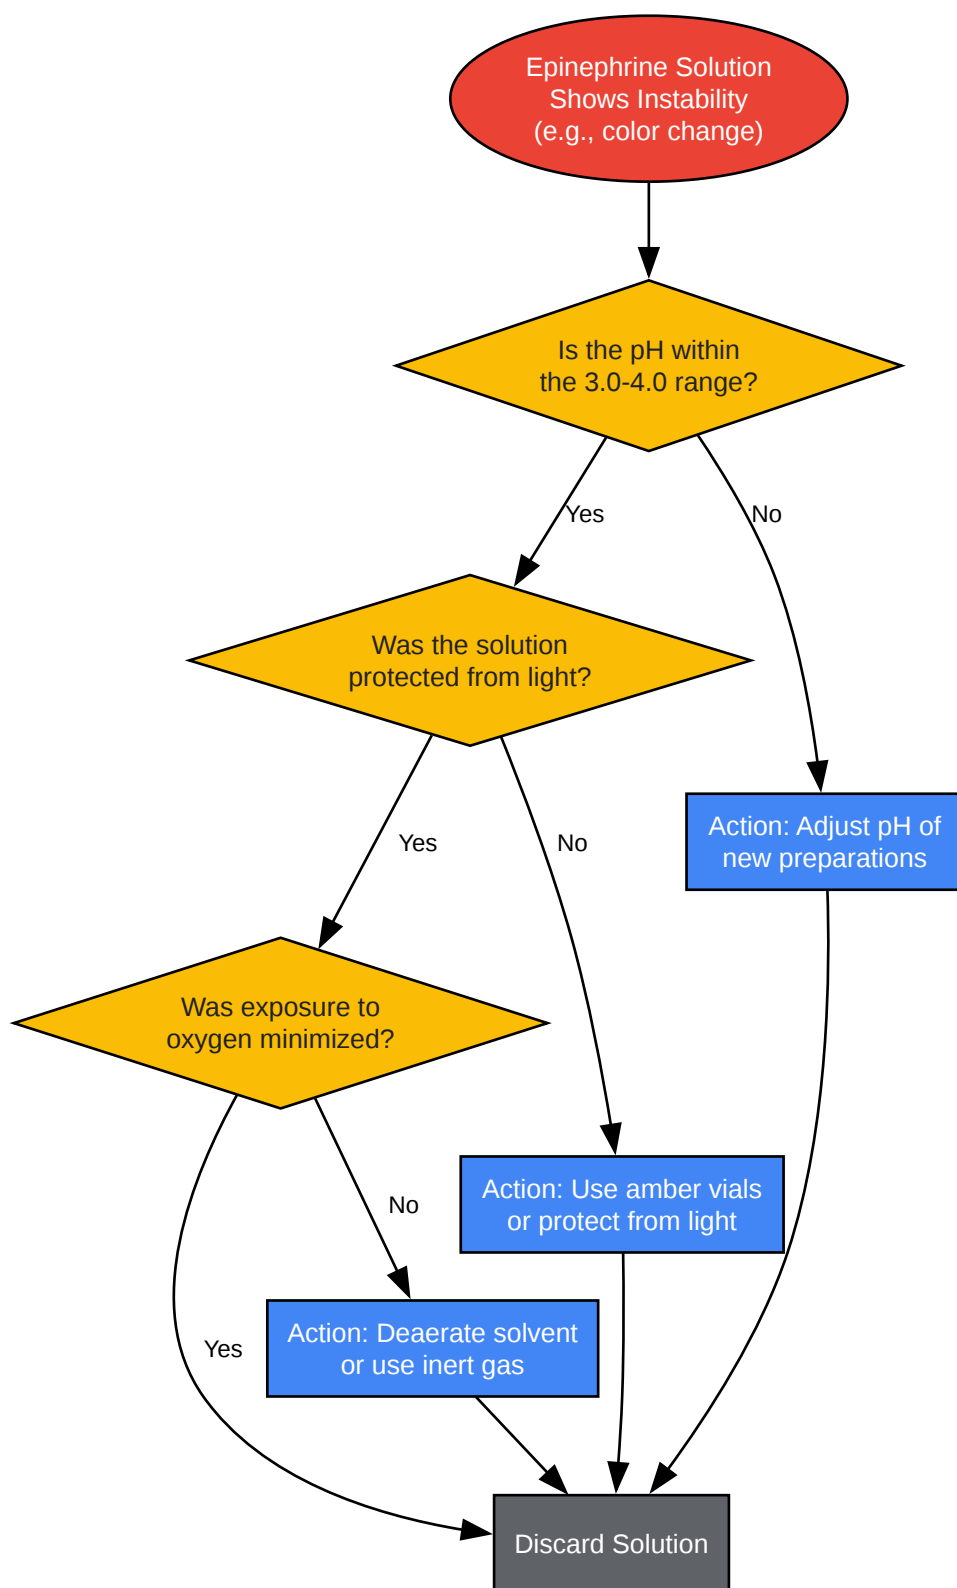 Epinephrine Solution
Shows Instability
(e.g., color change)
Is the pH within
the 3.0-4.0 range?
Yes
No
Was the solution
protected from light?
Action: Adjust pH of
new preparations
Yes
No
Was exposure to
oxygen minimized?
Action: Use amber vials
or protect from light
No
Action: Deaerate solvent
or use inert gas
Yes
Discard Solution